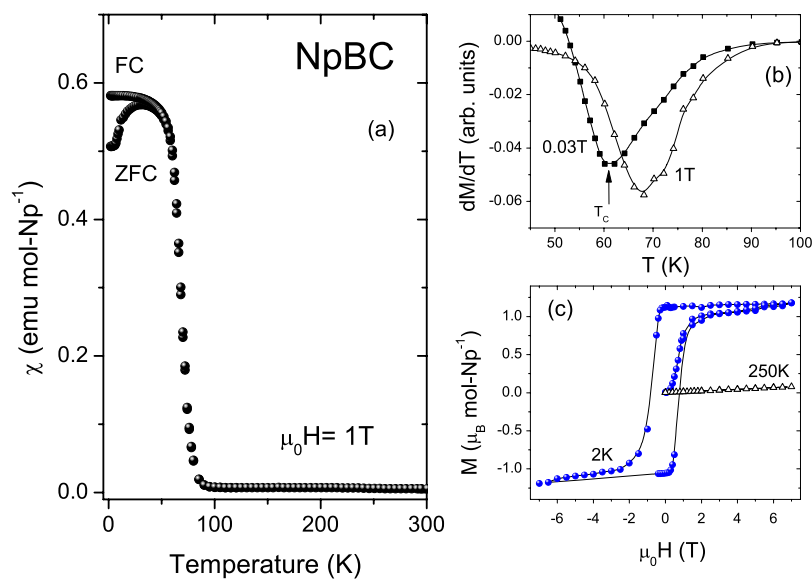 NpBC
FC
(a)
ZFC
μ₀H= 1T
0.6
0.4
0.2
0.0
0
100
200
300
χ (emu mol-Np⁻¹)
Temperature (K)
(b)
0.03T
1T
T_C
0.00
-0.02
-0.04
-0.06
50
60
70
80
90
100
dM/dT (arb. units)
T (K)
(c)
250K
2K
1.0
0.5
0.0
-0.5
-1.0
-6
-4
-2
0
2
4
6
M (μ_B mol-Np⁻¹)
μ₀H (T)